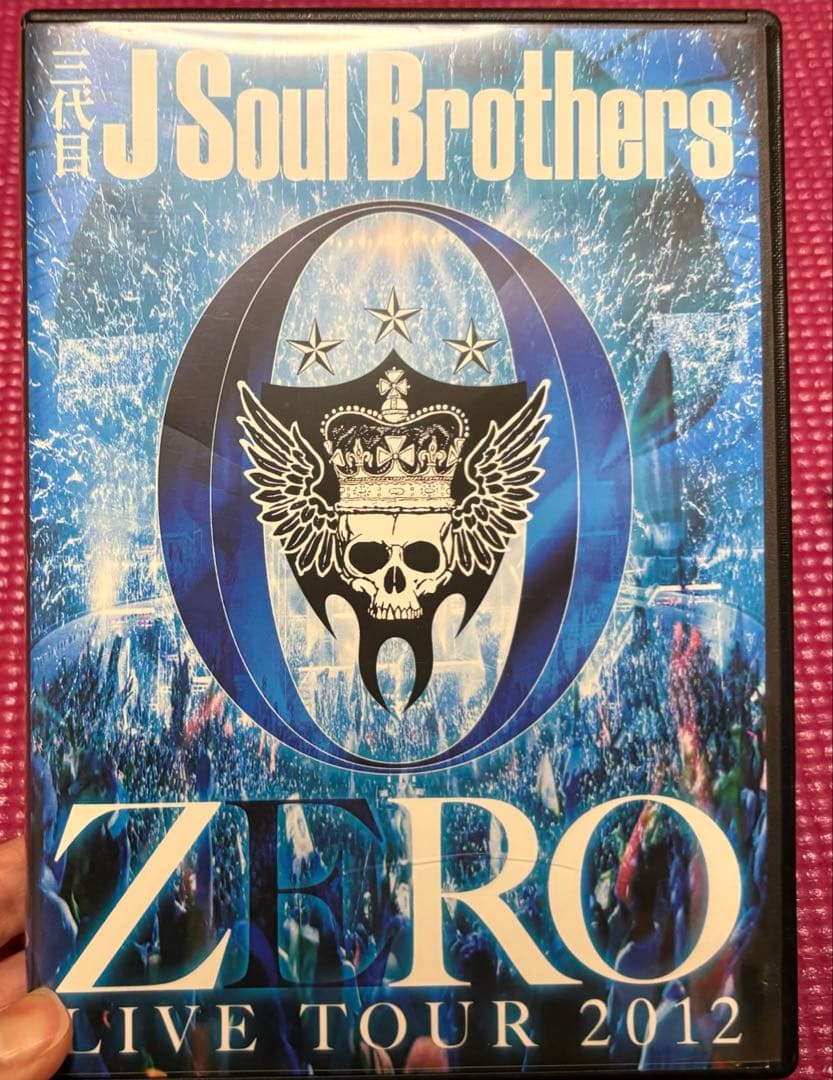 三代目
J Soul Brothers
ZERO
LIVE TOUR 2012